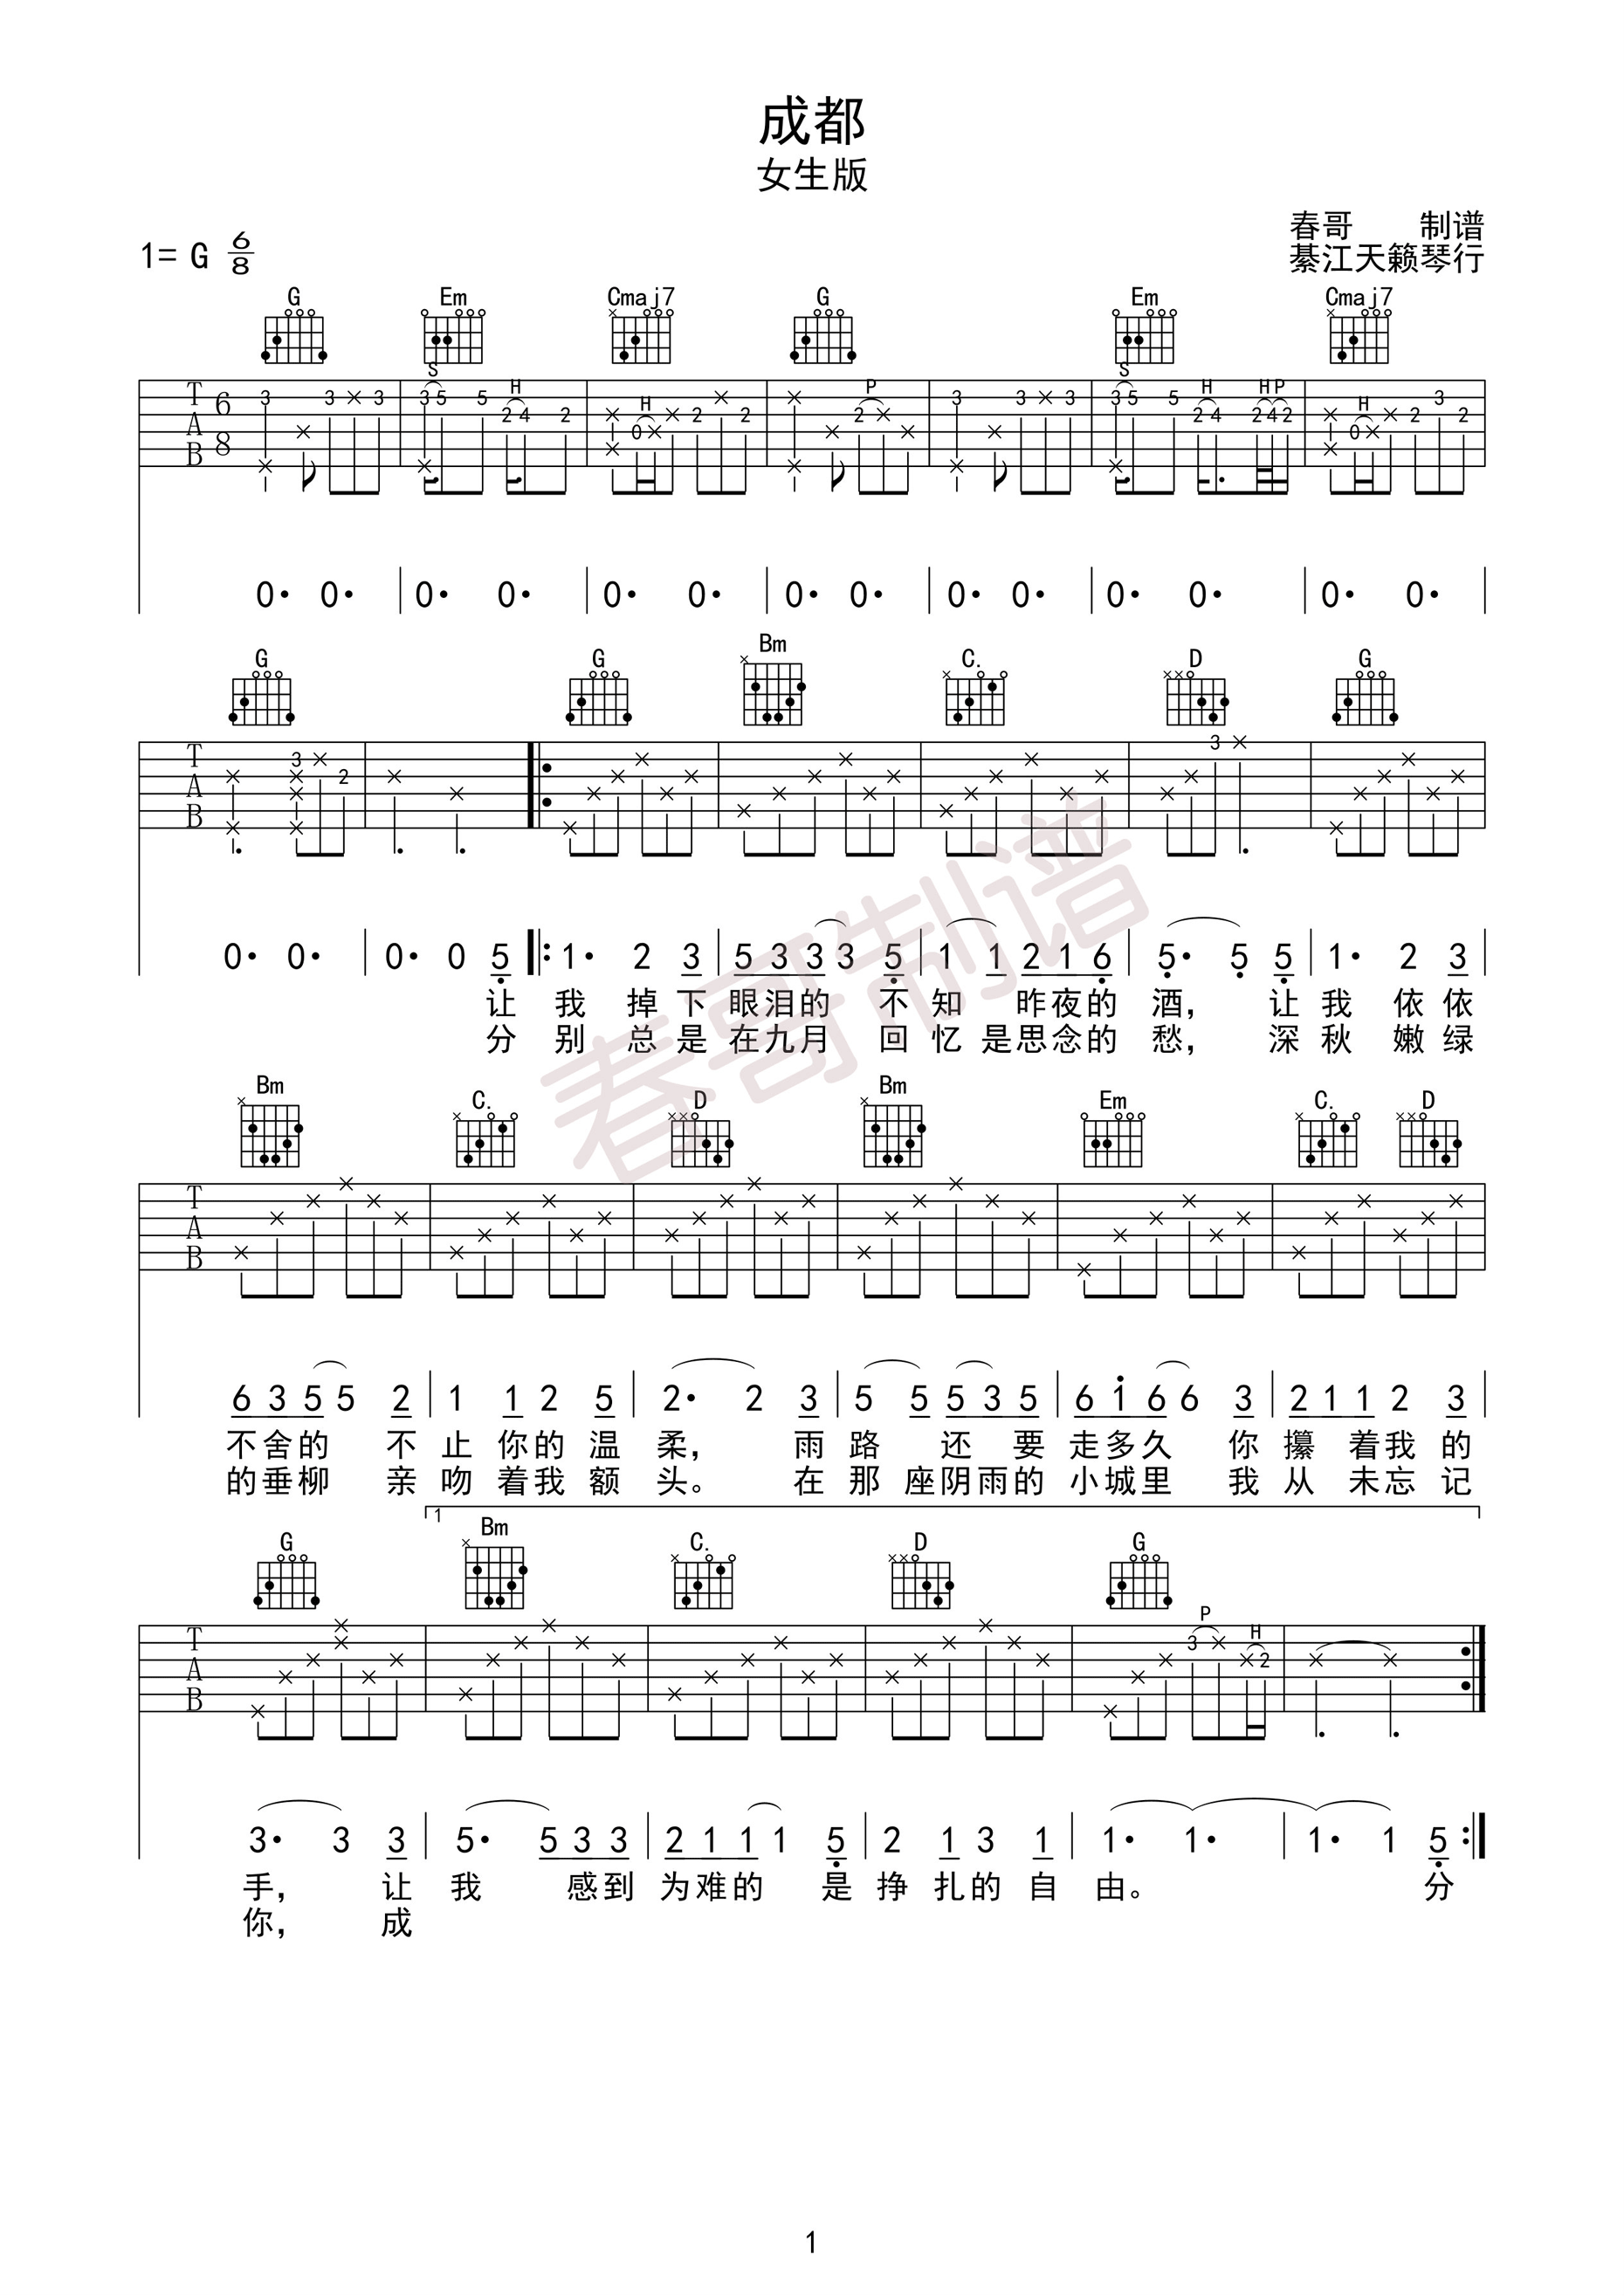 成都
女生版
春哥 制谱
1= G 6/8 綦江天籁琴行
G Em Cmaj7 G Em Cmaj7
S H H P S H H P H
T A B 6 8
3 3 3 3 5 5 2 4 2 0 2 2 2 3 3 3 3 5 5 2 4 2 4 2 0 2 3 2
0· 0· 0· 0· 0· 0· 0· 0· 0· 0· 0· 0· 0· 0·
G G Bm C. D G
T A B
3 2 3
0· 0· 0· 0 5 1· 2 3 5 3 3 3 5 1 1 2 1 6 5· 5 5 1· 2 3
让 我 掉 下 眼泪的 不 知 昨夜的 酒， 让 我 依 依
分 别 总 是 在九月 回 忆 是思念的 愁， 深 秋 嫩 绿
春哥制谱
Bm C. D Bm Em C. D
T A B
6 3 5 5 2 1 1 2 5 2· 2 3 5 5 5 3 5 6 1 6 6 3 2 1 1 2 3
不舍的 不 止 你的 温 柔， 雨 路 还 要 走多久 你 攥 着我 的
的垂柳 亲 吻 着我 额 头。 在 那 座阴雨的 小城里 我 从 未忘 记
1
G Bm C. D G
P H
T A B
3 2
3· 3 3 5· 5 3 3 2 1 1 1 5 2 1 3 1 1· 1· 1· 1 5
手， 让 我 感到 为难的 是 挣 扎的 自 由。 分
你， 成
1